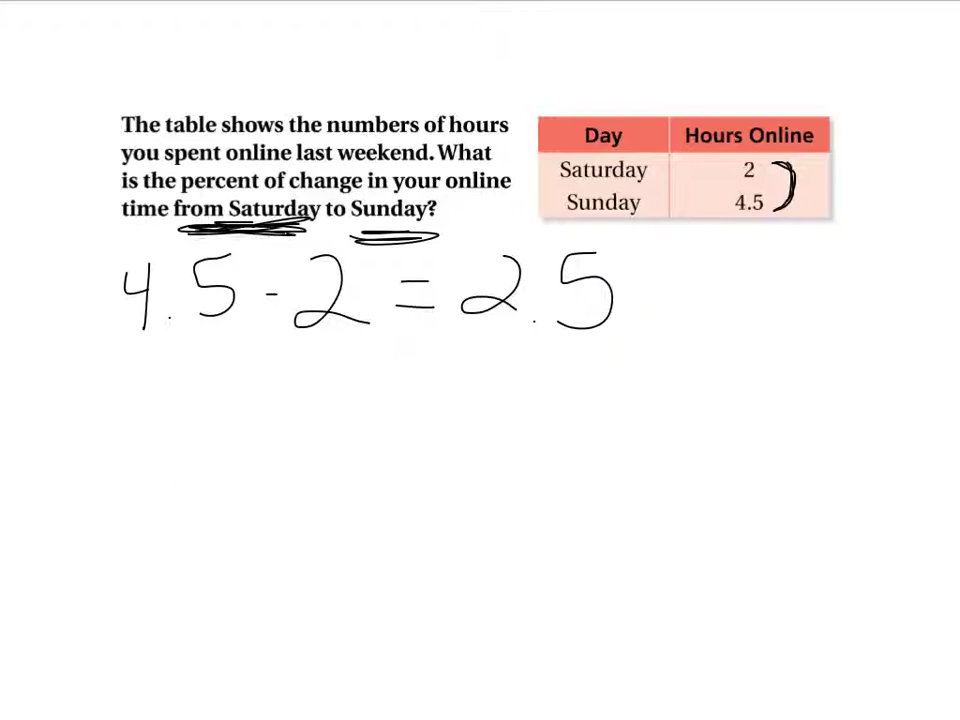 The table shows the numbers of hours
you spent online last weekend. What
is the percent of change in your online
time from Saturday to Sunday?
Day Hours Online
Saturday 2
Sunday 4.5
4.5 - 2 = 2.5